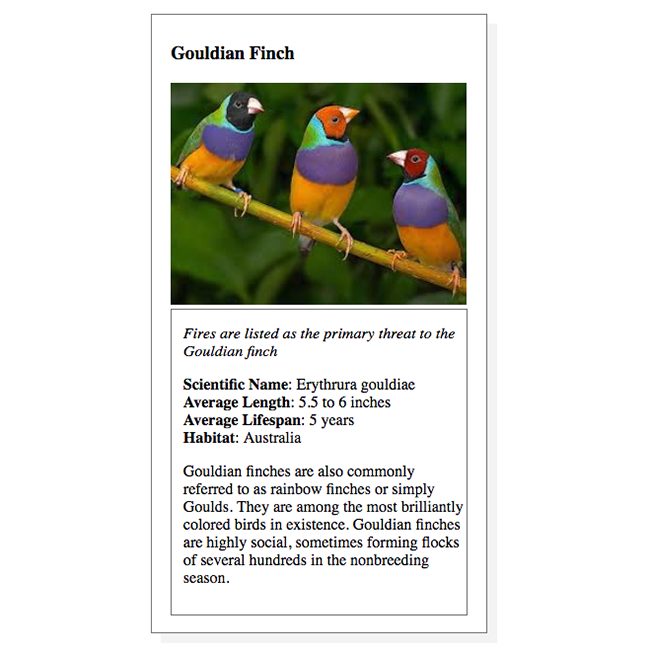 Gouldian Finch
Fires are listed as the primary threat to the
Gouldian finch
Scientific Name: Erythrura gouldiae
Average Length: 5.5 to 6 inches
Average Lifespan: 5 years
Habitat: Australia
Gouldian finches are also commonly
referred to as rainbow finches or simply
Goulds. They are among the most brilliantly
colored birds in existence. Gouldian finches
are highly social, sometimes forming flocks
of several hundreds in the nonbreeding
season.